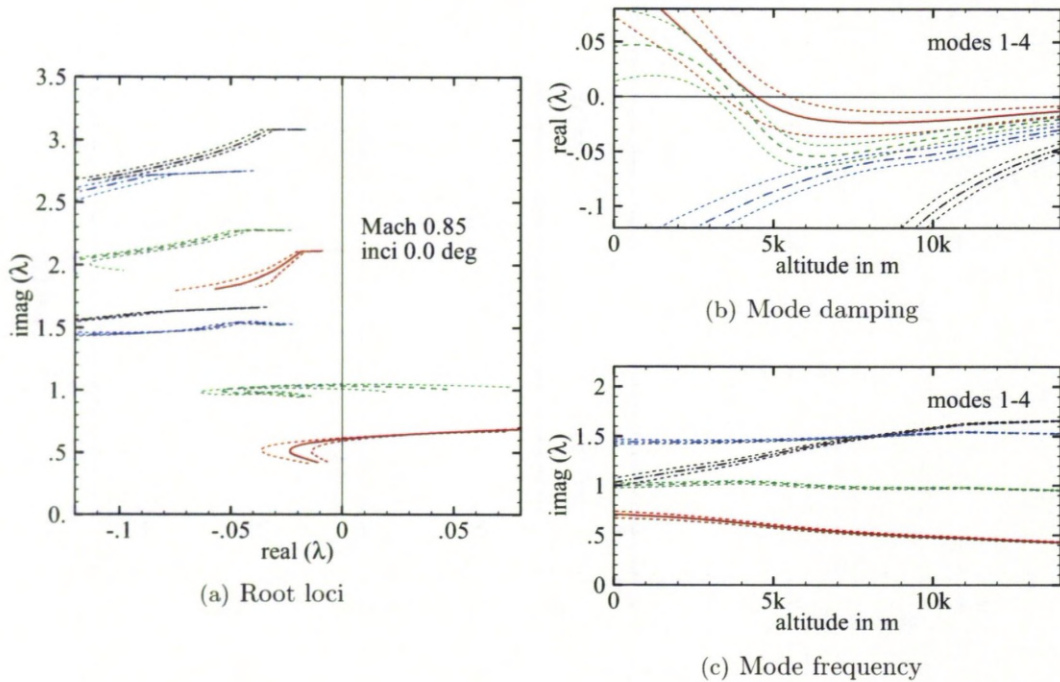 3.5
3.
2.5
2.
1.5
1
.5
0.
imag (λ)
Mach 0.85
inci 0.0 deg
-.1
-.05
0
.05
real (λ)
(a) Root loci
.05
0.
-.05
-.1
real (λ)
modes 1-4
0
5k
10k
altitude in m
(b) Mode damping
2
1.5
1
.5
0
imag (λ)
modes 1-4
0
5k
10k
altitude in m
(c) Mode frequency